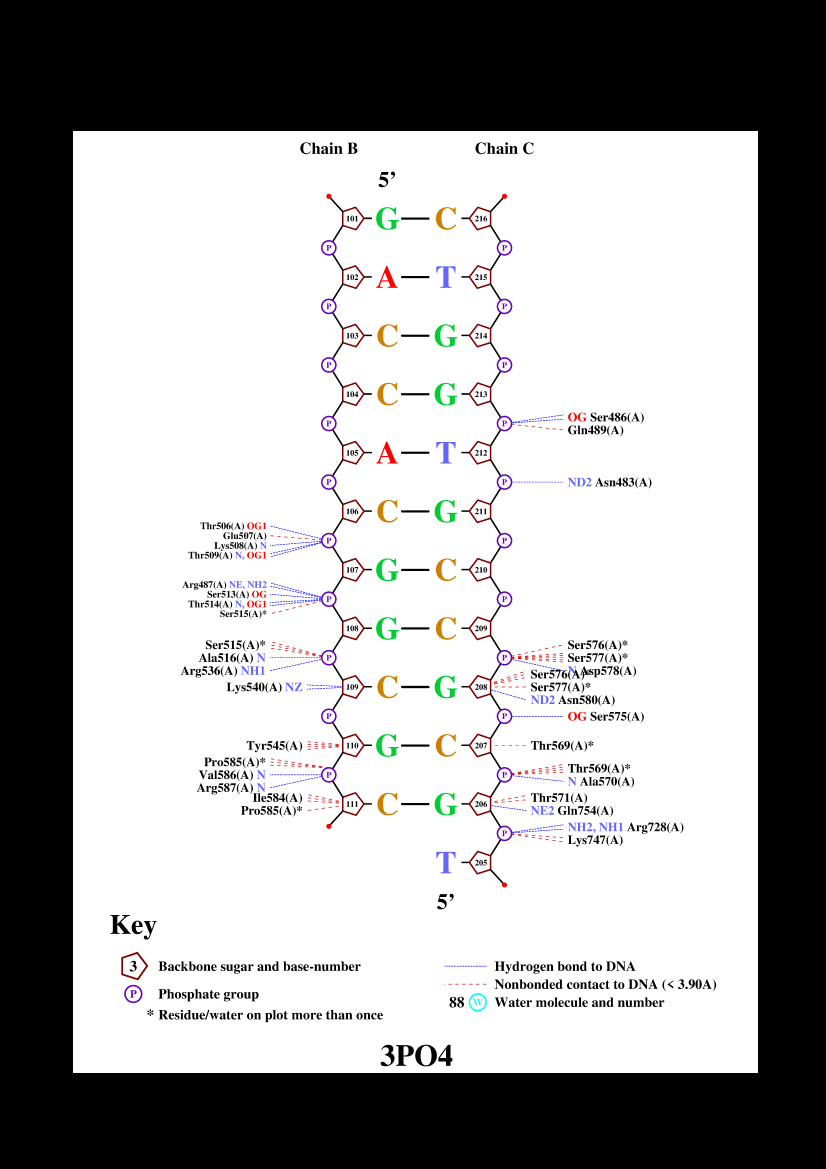 Chain B Chain C
5’
101 G C 216
P P
102 A T 215
P P
103 C G 214
P P
104 C G 213
P P OG Ser486(A)
Gln489(A)
105 A T 212
P P ND2 Asn483(A)
106 C G 211
Thr506(A) OG1
Glu507(A)
Lys508(A) N
Thr509(A) N, OG1
P P
107 G C 210
Arg487(A) NE, NH2
Ser513(A) OG
Thr514(A) N, OG1
Ser515(A)*
P P
108 G C 209
Ser515(A)* Ser576(A)*
Ala516(A) N P P Ser577(A)*
Arg536(A) NH1 N Asp578(A)
Ser576(A)*
Lys540(A) NZ 109 C G 208 Ser577(A)*
ND2 Asn580(A)
P P OG Ser575(A)
Tyr545(A) 110 G C 207 Thr569(A)*
Pro585(A)* Thr569(A)*
Val586(A) N P P N Ala570(A)
Arg587(A) N
Ile584(A) Thr571(A)
111 C G 206
Pro585(A)* NE2 Gln754(A)
P NH2, NH1 Arg728(A)
Lys747(A)
T 205
5’
Key
3 Backbone sugar and base-number
P Phosphate group
* Residue/water on plot more than once
Hydrogen bond to DNA
Nonbonded contact to DNA (< 3.90A)
88 W Water molecule and number
3PO4